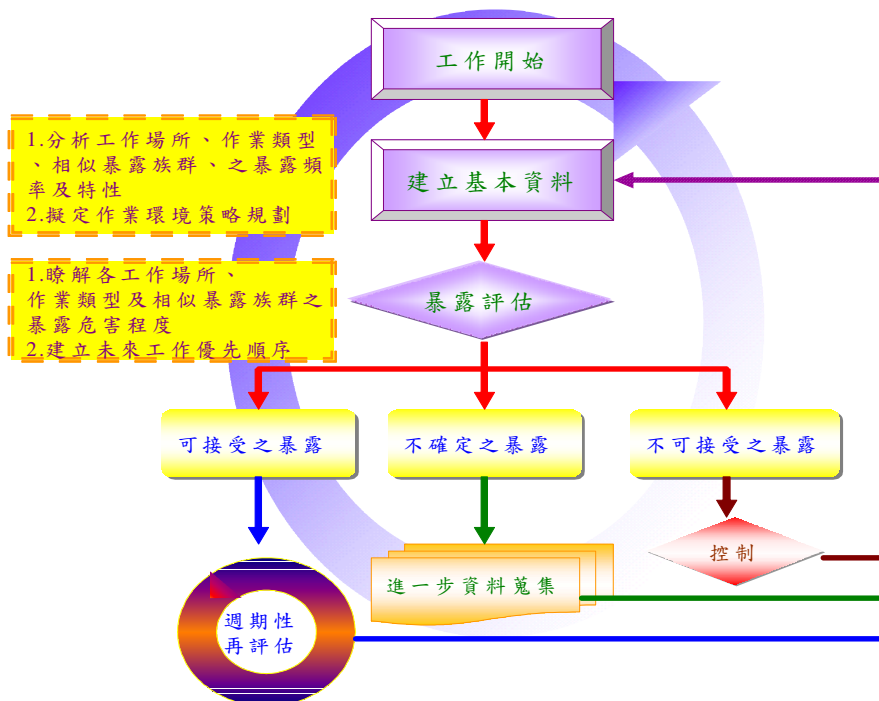 工作開始
1.分析工作場所、作業類型
、相似暴露族群、之暴露頻
率及特性
2.擬定作業環境策略規劃
建立基本資料
1.瞭解各工作場所、
作業類型及相似暴露族群之
暴露危害程度
2.建立未來工作優先順序
暴露評估
可接受之暴露
不確定之暴露
不可接受之暴露
控制
進一步資料蒐集
週期性
再評估